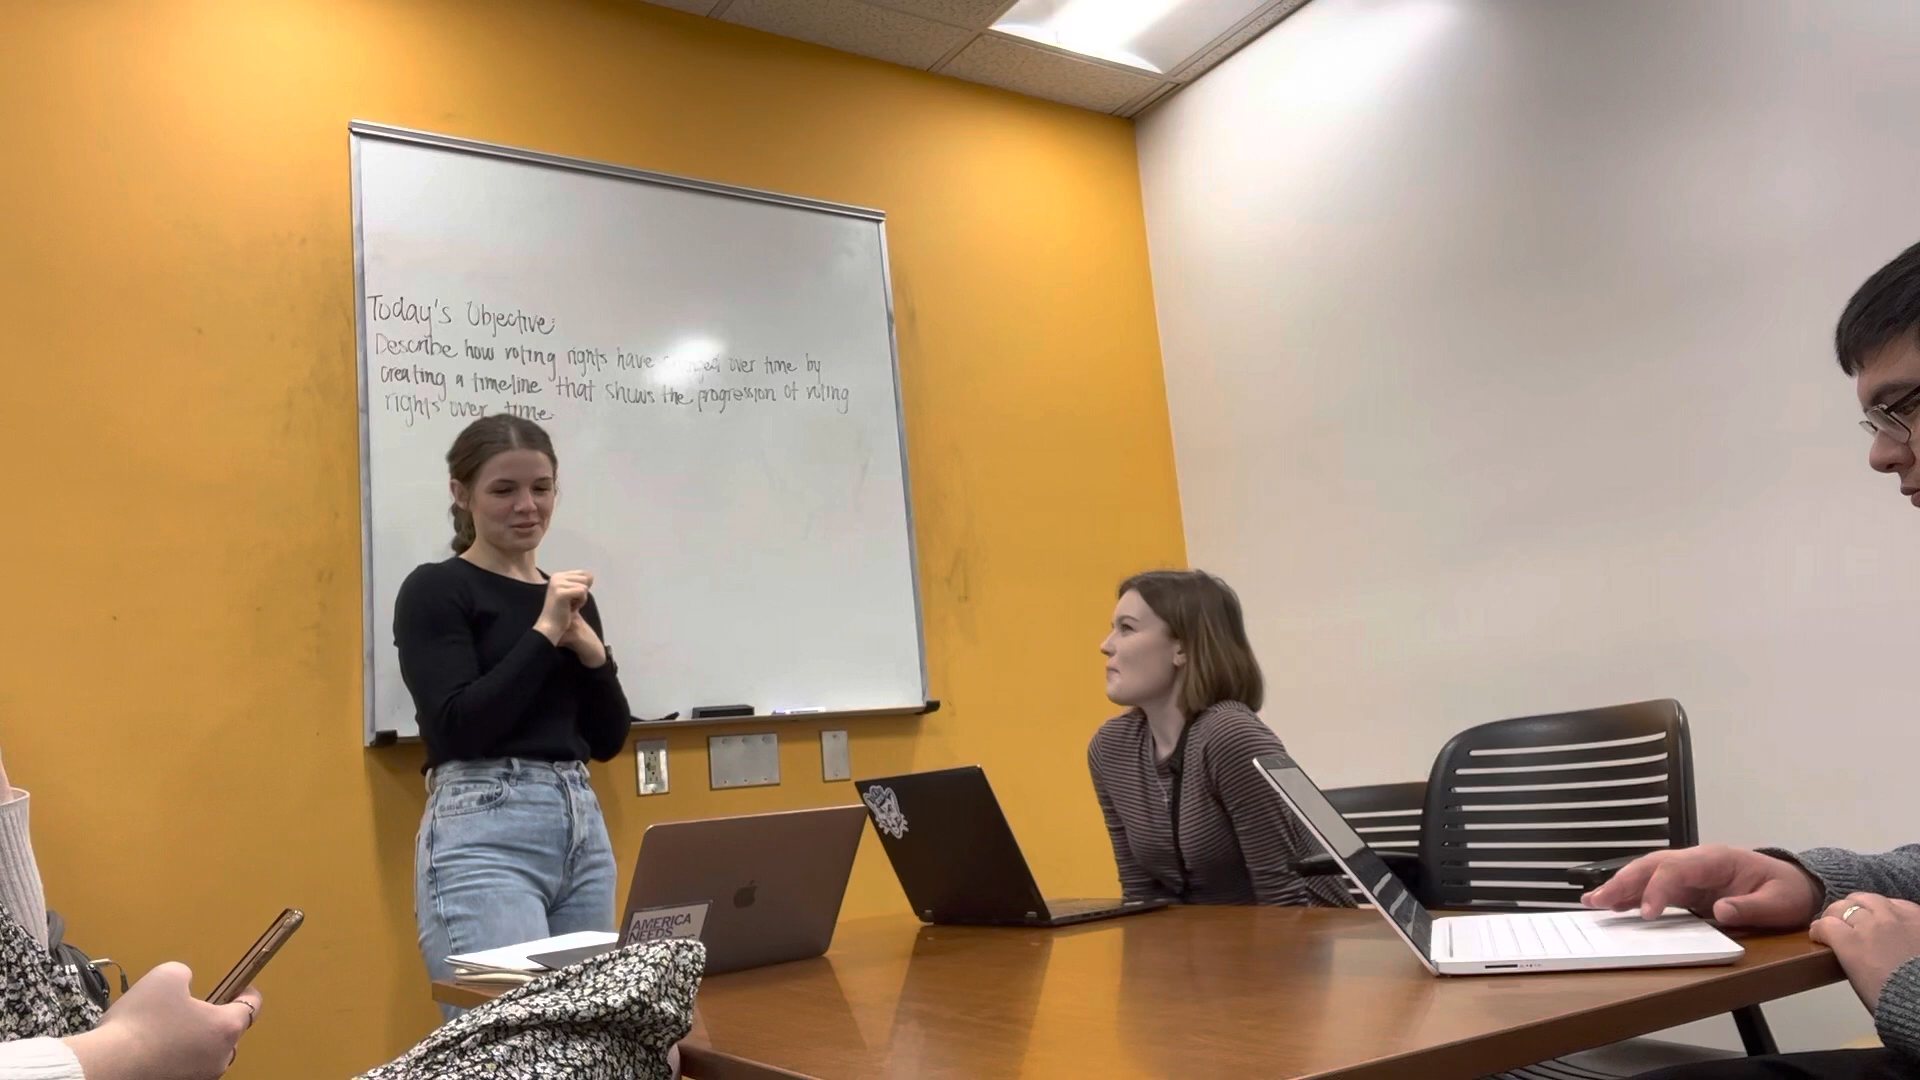 Today's Objective:
Describe how voting rights have changed over time by
creating a timeline that shows the progression of voting
rights over time.
AMERICA
NEEDS